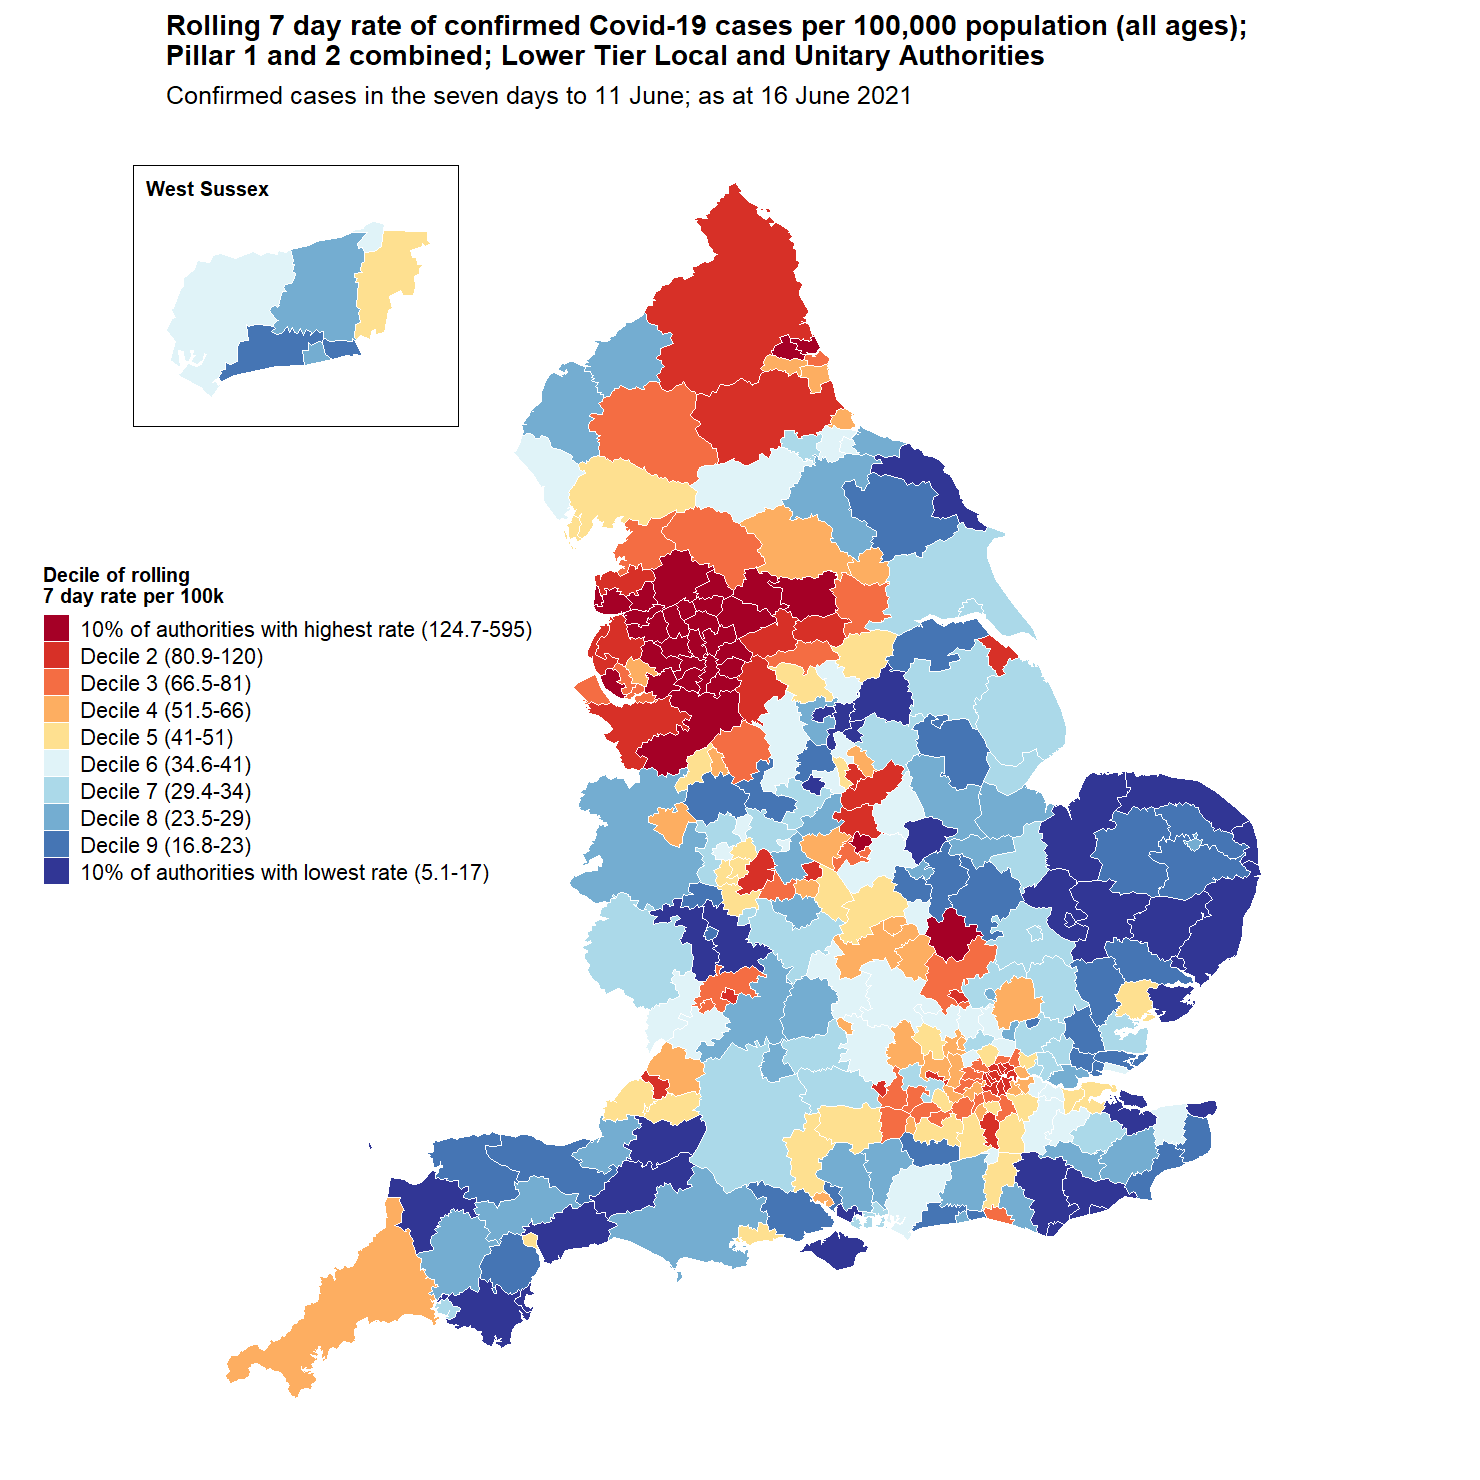 Rolling 7 day rate of confirmed Covid-19 cases per 100,000 population (all ages);
Pillar 1 and 2 combined; Lower Tier Local and Unitary Authorities
Confirmed cases in the seven days to 11 June; as at 16 June 2021
West Sussex
Decile of rolling
7 day rate per 100k
10% of authorities with highest rate (124.7-595)
Decile 2 (80.9-120)
Decile 3 (66.5-81)
Decile 4 (51.5-66)
Decile 5 (41-51)
Decile 6 (34.6-41)
Decile 7 (29.4-34)
Decile 8 (23.5-29)
Decile 9 (16.8-23)
10% of authorities with lowest rate (5.1-17)